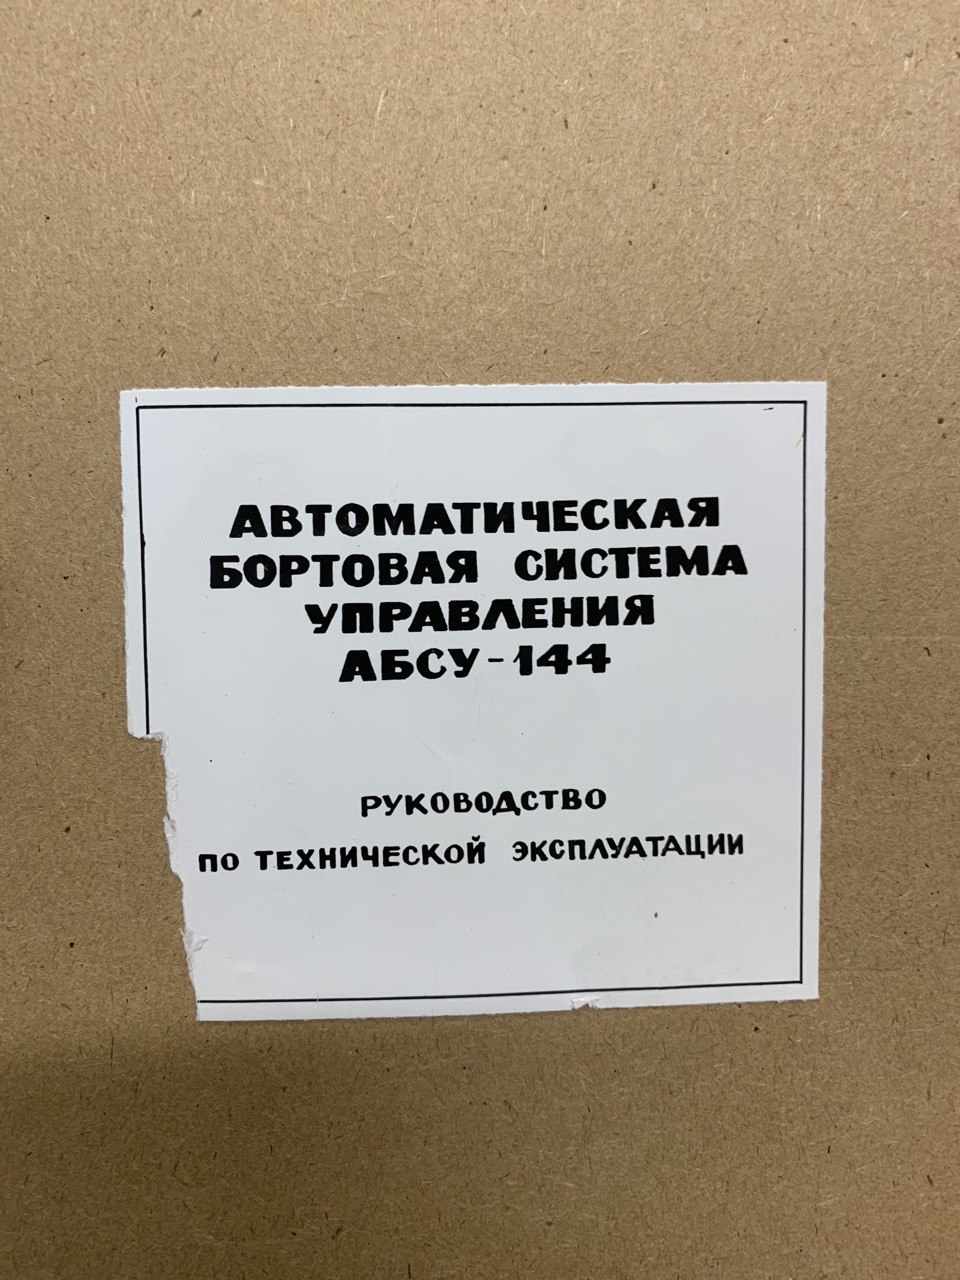 АВТОМАТИЧЕСКАЯ
БОРТОВАЯ СИСТЕМА
УПРАВЛЕНИЯ
АБСУ-144
РУКОВОДСТВО
ПО ТЕХНИЧЕСКОЙ ЭКСПЛУАТАЦИИ